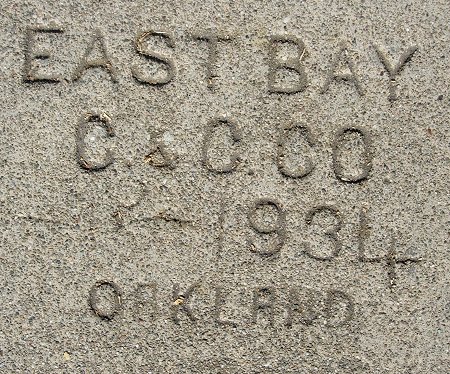 EAST BAY
C. & C. CO.
1934
OAKLAND